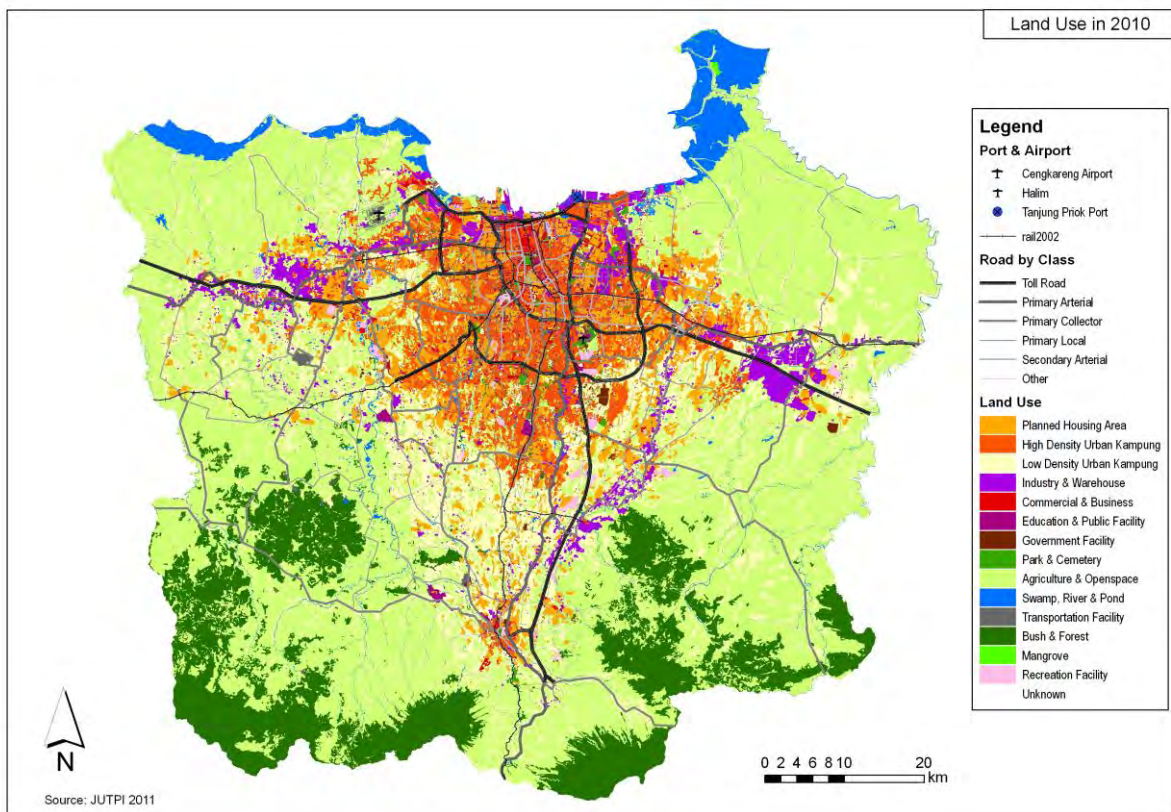 Land Use in 2010
Legend
Port & Airport
Cengkareng Airport
Halim
Tanjung Priok Port
rail2002
Road by Class
Toll Road
Primary Arterial
Primary Collector
Primary Local
Secondary Arterial
Other
Land Use
Planned Housing Area
High Density Urban Kampung
Low Density Urban Kampung
Industry & Warehouse
Commercial & Business
Education & Public Facility
Government Facility
Park & Cemetery
Agriculture & Openspace
Swamp, River & Pond
Transportation Facility
Bush & Forest
Mangrove
Recreation Facility
Unknown
N
0 2 4 6 8 10 20
km
Source: JUTPI 2011